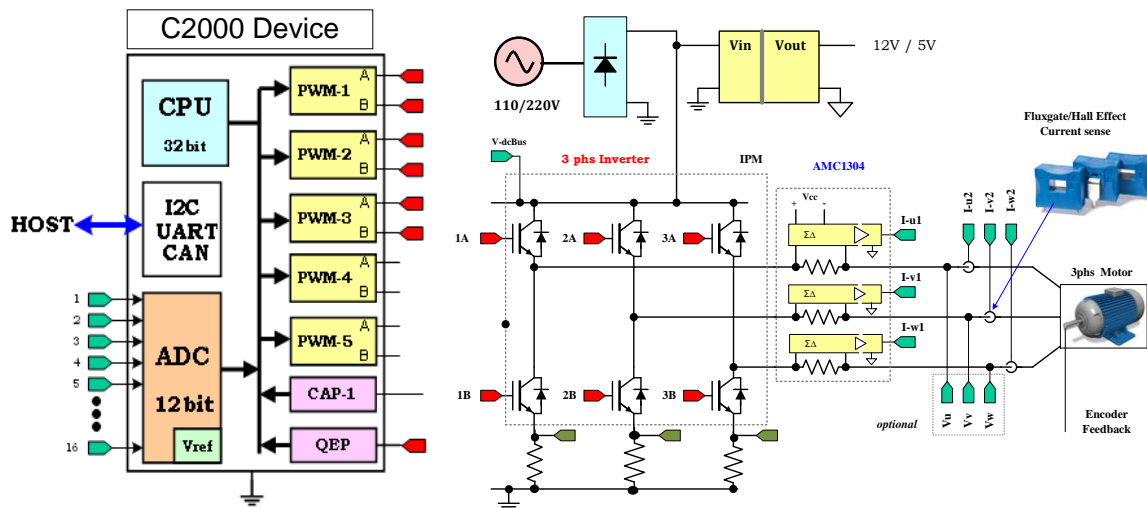 C2000 Device
CPU
32 bit
I2C
UART
CAN
HOST
1
2
3
4
5
16
ADC
12 bit
Vref
PWM-1
A
B
PWM-2
A
B
PWM-3
A
B
PWM-4
A
B
PWM-5
A
B
CAP-1
QEP
110/220V
Vin
Vout
12V / 5V
V-dcBus
3 phs Inverter
IPM
AMC1304
Fluxgate/Hall Effect
Current sense
1A
2A
3A
1B
2B
3B
Vcc
+
-
ΣΔ
ΣΔ
ΣΔ
I-u1
I-v1
I-w1
I-u2
I-v2
I-w2
3phs Motor
optional
Vu
Vv
Vw
Encoder
Feedback